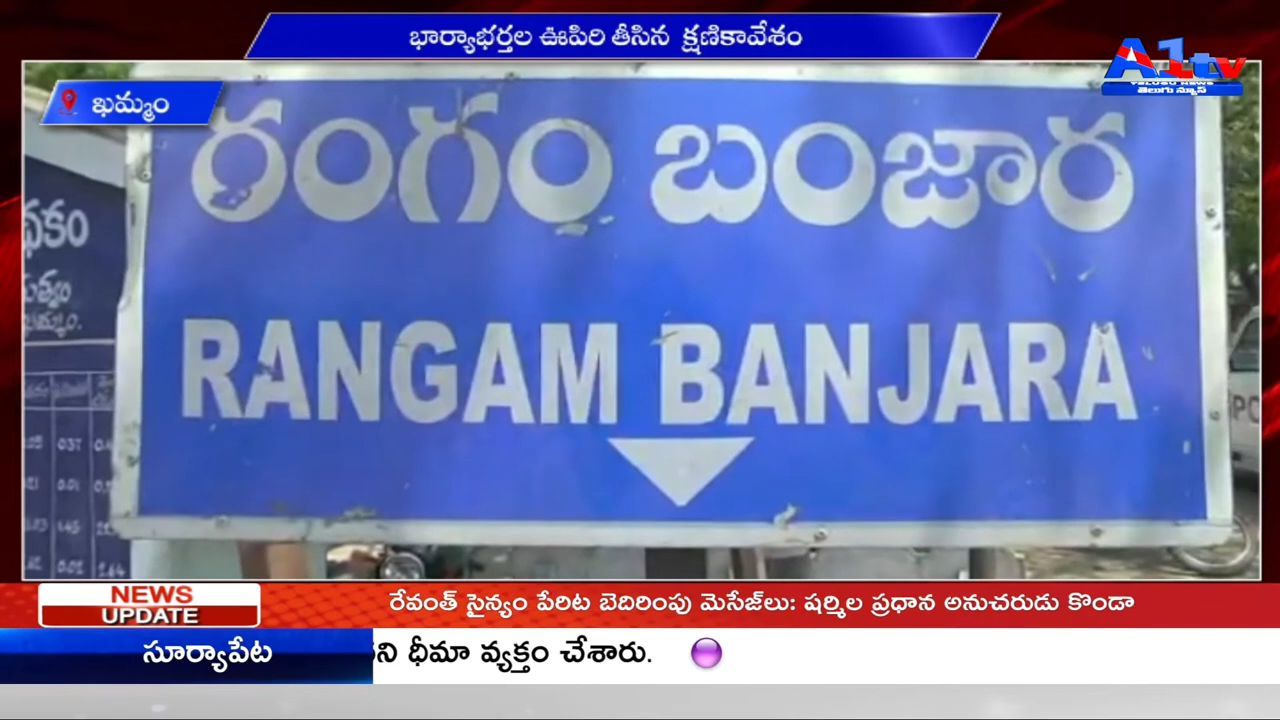 భార్యాభర్తల ఊపిరి తీసిన క్షణికావేశం
A1tv
తెలుగు న్యూస్
ఖమ్మం
రంగం బంజార
RANGAM BANJARA
NEWS
UPDATE
రేవంత్ సైన్యం పేరిట బెదిరింపు మెసేజ్‌లు: షర్మిల ప్రధాన అనుచరుడు కొండా
సూర్యాపేట
ని ధీమా వ్యక్తం చేశారు.